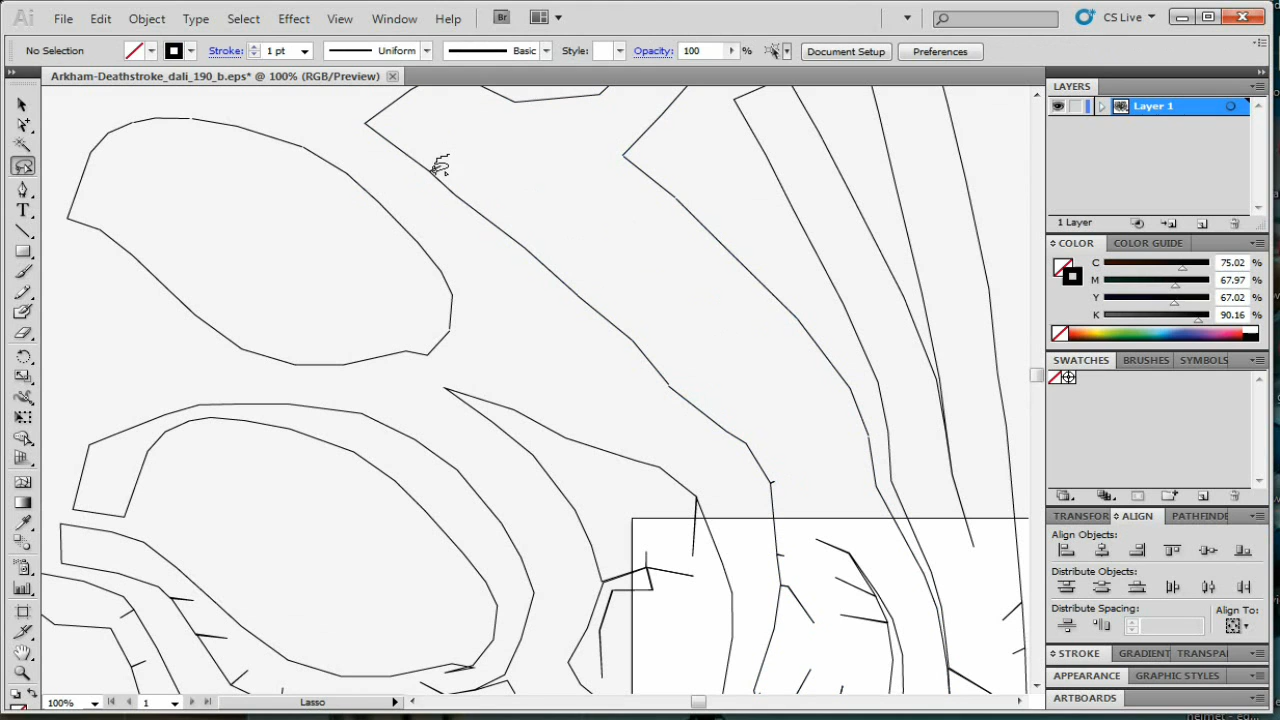 Ai File Edit Object Type Select Effect View Window Help Br CS Live
No Selection Stroke: 1 pt Uniform Basic Style: Opacity: 100 % Document Setup Preferences
Arkham-Deathstroke_dali_190_b.eps* @ 100% (RGB/Preview)
LAYERS
Layer 1
1 Layer
COLOR COLOR GUIDE
C 75.02 %
M 67.97 %
Y 67.02 %
K 90.16 %
SWATCHES BRUSHES SYMBOLS
TRANSFOR ALIGN PATHFINDE
Align Objects:
Distribute Objects:
Distribute Spacing: Align To:
STROKE GRADIENT TRANSPA
APPEARANCE GRAPHIC STYLES
ARTBOARDS
100% 1 Lasso